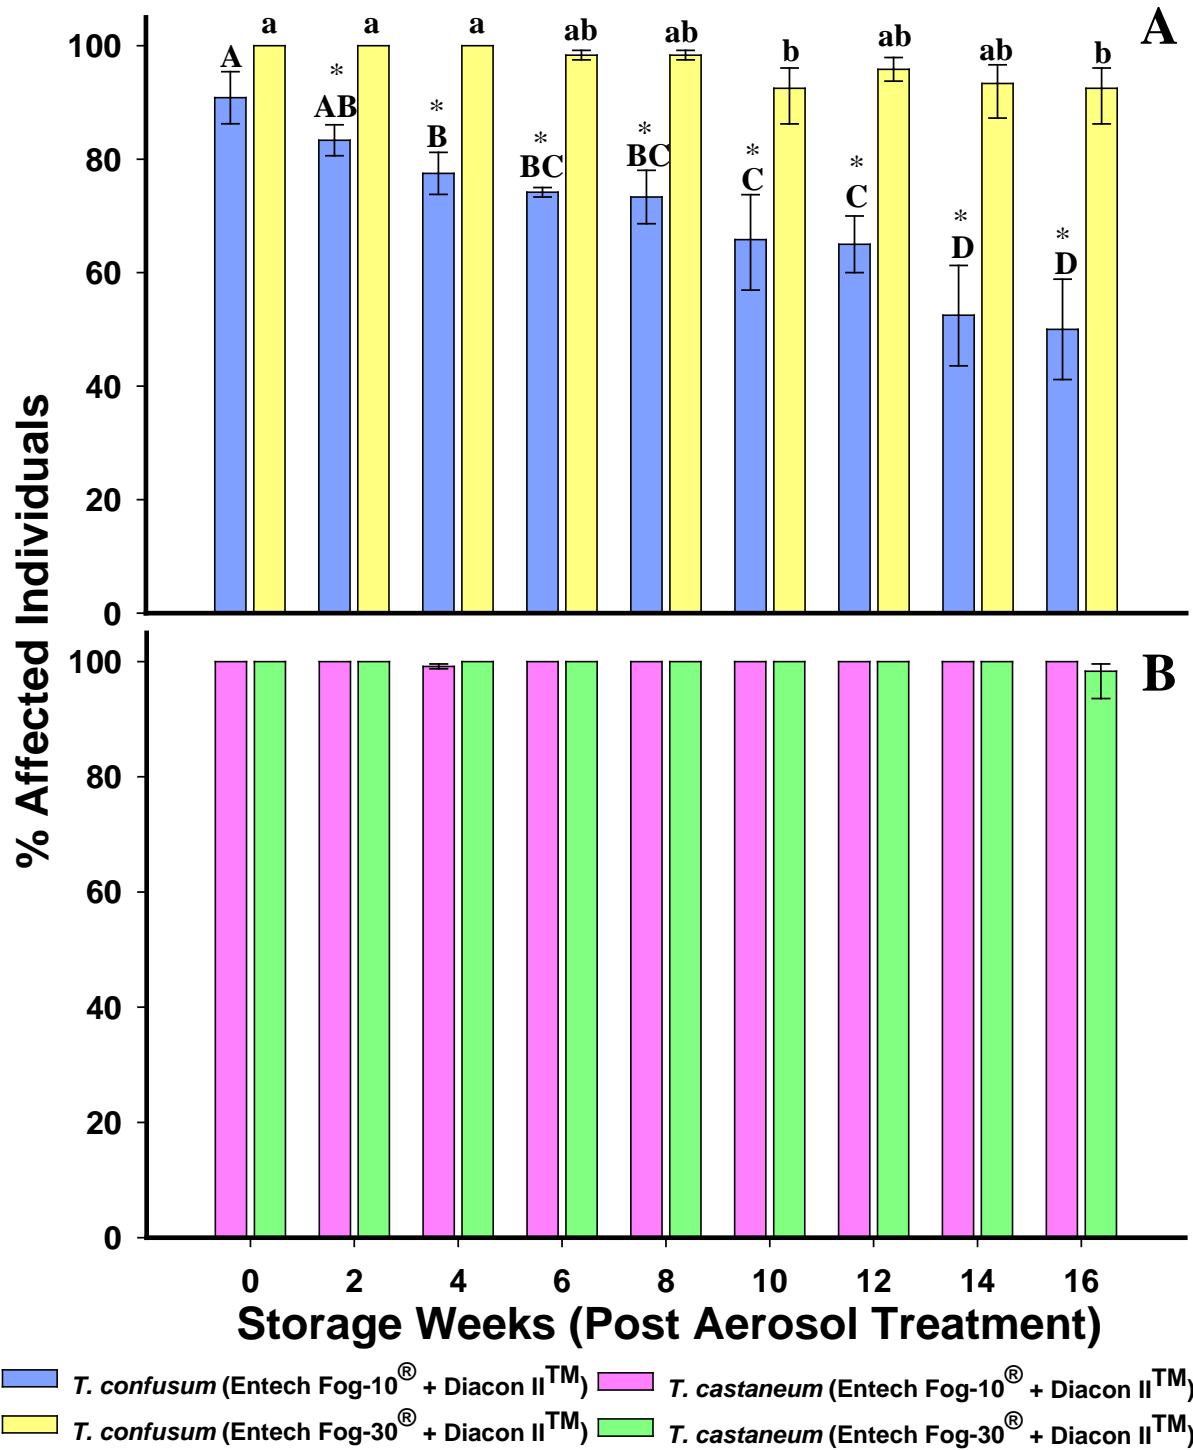 A
a a a ab ab b ab ab b
A AB B BC BC C C D D
* * * * * * * *
100
80
60
40
20
0
% Affected Individuals
B
100
80
60
40
20
0
0 2 4 6 8 10 12 14 16
Storage Weeks (Post Aerosol Treatment)
T. confusum (Entech Fog-10® + Diacon II™)
T. castaneum (Entech Fog-10® + Diacon II™)
T. confusum (Entech Fog-30® + Diacon II™)
T. castaneum (Entech Fog-30® + Diacon II™)